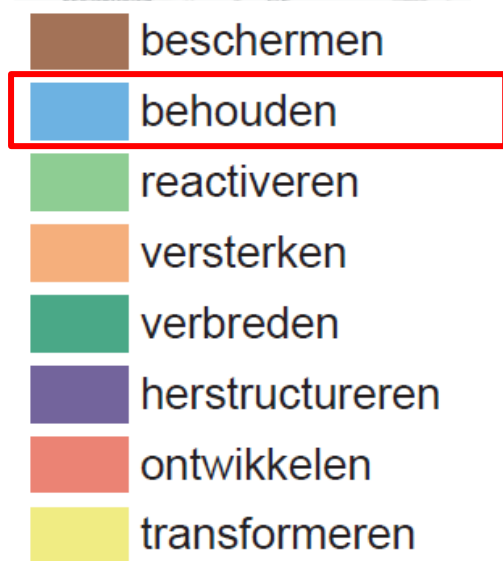 beschermen
behouden
reactiveren
versterken
verbreden
herstructureren
ontwikkelen
transformeren